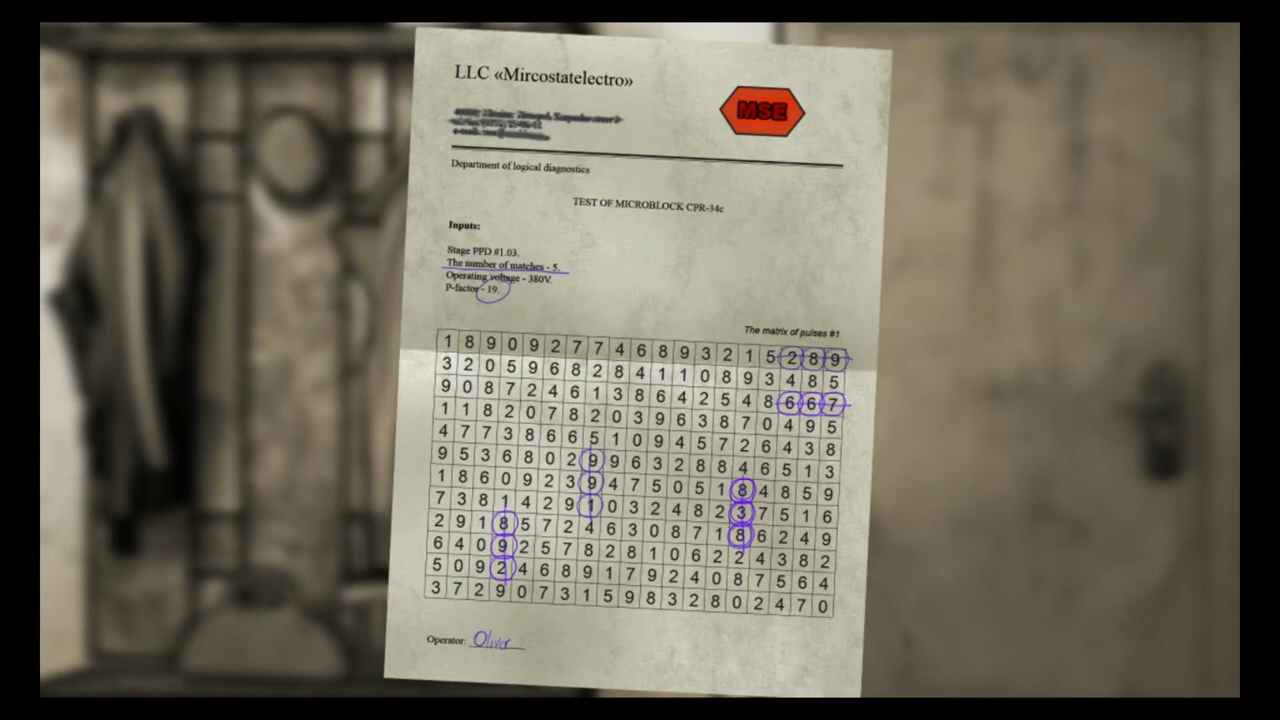 LLC «Mircostatelectro»
MSE
Department of logical diagnostics
TEST OF MICROBLOCK CPR-34c
Inputs:
Stage PPD #1.03.
The number of matches - 5.
Operating voltage - 380V.
P-factor - 19.
The matrix of pulses #1
1 8 9 0 9 2 7 7 4 6 8 9 3 2 1 5 2 8 9
3 2 0 5 9 6 8 2 8 4 1 1 0 8 9 3 4 8 5
9 0 8 7 2 4 6 1 3 8 6 4 2 5 4 8 6 6 7
1 1 8 2 0 7 8 2 0 3 9 6 3 8 7 0 4 9 5
4 7 7 3 8 6 6 5 1 0 9 4 5 7 2 6 4 3 8
9 5 3 6 8 0 2 9 9 6 3 2 8 8 4 6 5 1 3
1 8 6 0 9 2 3 9 4 7 5 0 5 1 8 4 8 5 9
7 3 8 1 4 2 9 1 0 3 2 4 8 2 3 7 5 1 6
2 9 1 8 5 7 2 4 6 3 0 8 7 1 8 6 2 4 9
6 4 0 9 2 5 7 8 2 8 1 0 6 2 2 4 3 8 2
5 0 9 2 4 6 8 9 1 7 9 2 4 0 8 7 5 6 4
3 7 2 9 0 7 3 1 5 9 8 3 2 8 0 2 4 7 0
Operator: Oliver